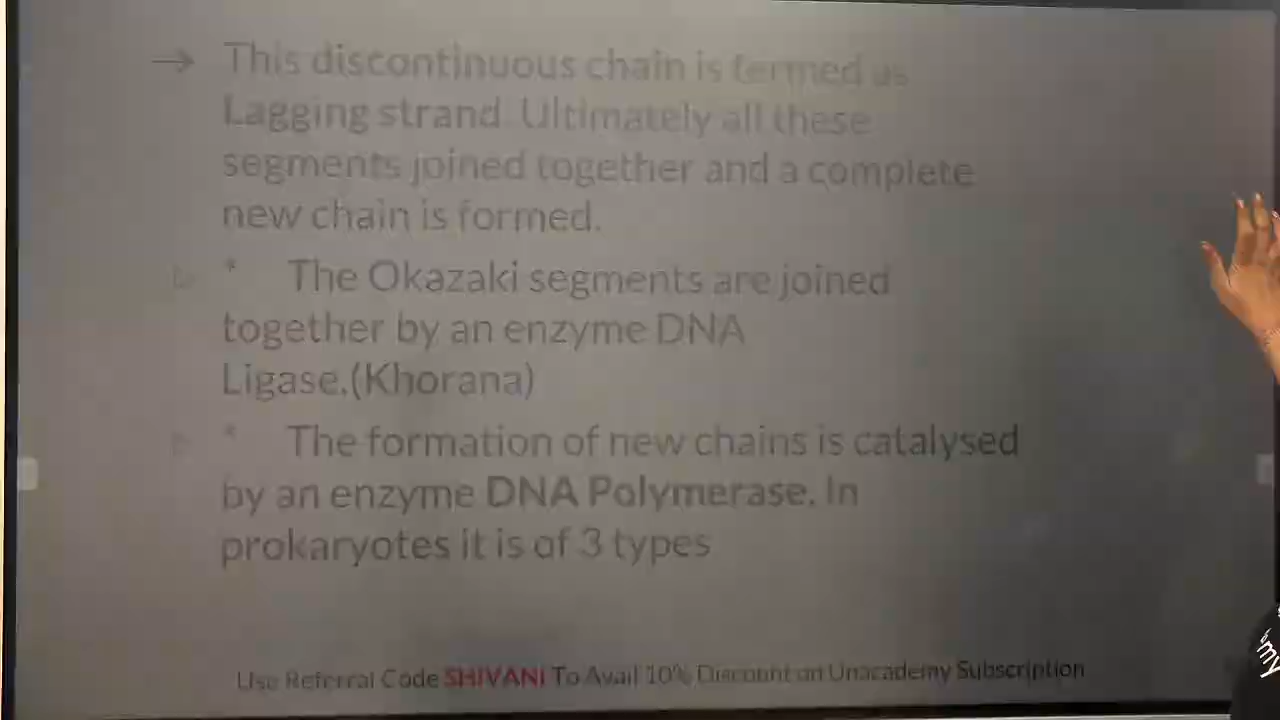 → This discontinuous chain is termed as
Lagging strand. Ultimately all these
segments joined together and a complete
new chain is formed.
* The Okazaki segments are joined
together by an enzyme DNA
Ligase.(Khorana)
* The formation of new chains is catalysed
by an enzyme DNA Polymerase. In
prokaryotes it is of 3 types
Use Referral Code SHIVANI To Avail 10% Discount on Unacademy Subscription
my